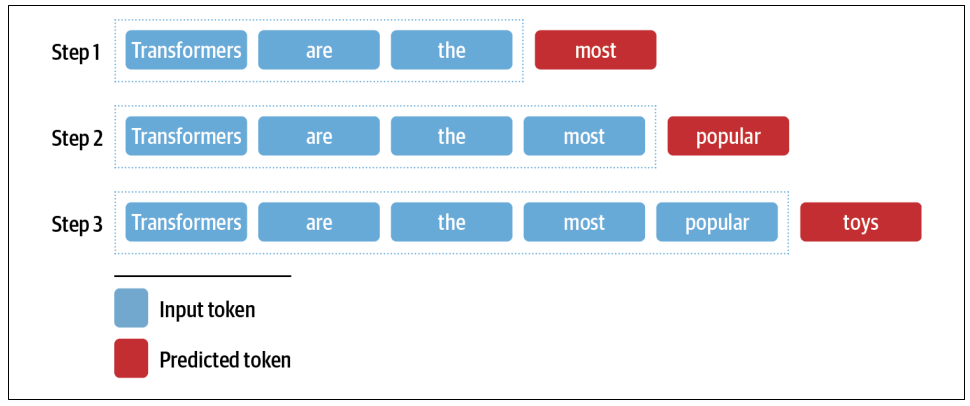 Step 1 Transformers are the most
Step 2 Transformers are the most popular
Step 3 Transformers are the most popular toys
Input token
Predicted token